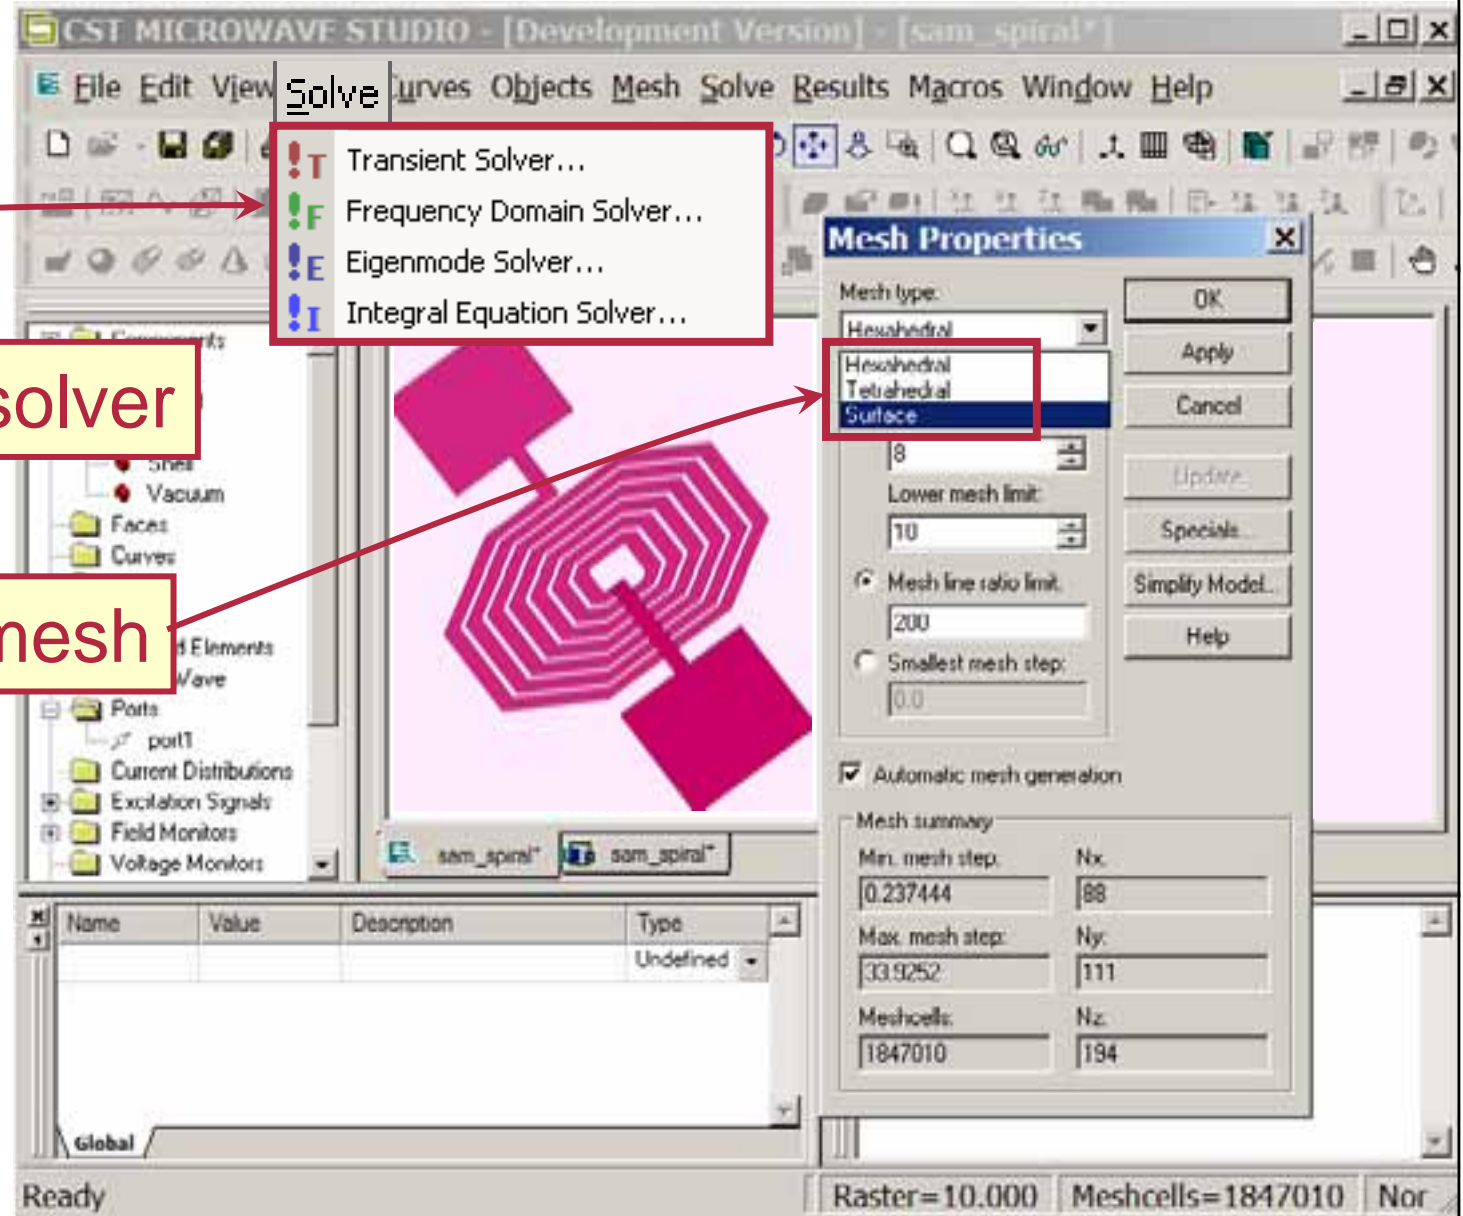 CST MICROWAVE STUDIO - [Development Version] - [sam_spiral*]
File Edit View Solve Curves Objects Mesh Solve Results Macros Window Help
Transient Solver...
Frequency Domain Solver...
Eigenmode Solver...
Integral Equation Solver...
solver
mesh
Components
Shell
Vacuum
Faces
Curves
Elements
Wave
Ports
port1
Current Distributions
Excitation Signals
Field Monitors
Voltage Monitors
sam_spiral* sam_spiral*
Mesh Properties
Mesh type:
Hexahedral
Hexahedral
Tetrahedral
Surface
8
Lower mesh limit:
10
Mesh line ratio limit:
200
Smallest mesh step:
0.0
OK
Apply
Cancel
Update
Specials...
Simplify Model...
Help
Automatic mesh generation
Mesh summary
Min. mesh step: Nx:
0.237444 88
Max. mesh step: Ny:
33.9252 111
Meshcells: Nz:
1847010 194
Name Value Description Type
Undefined
Global
Ready Raster=10.000 Meshcells=1847010 Nor